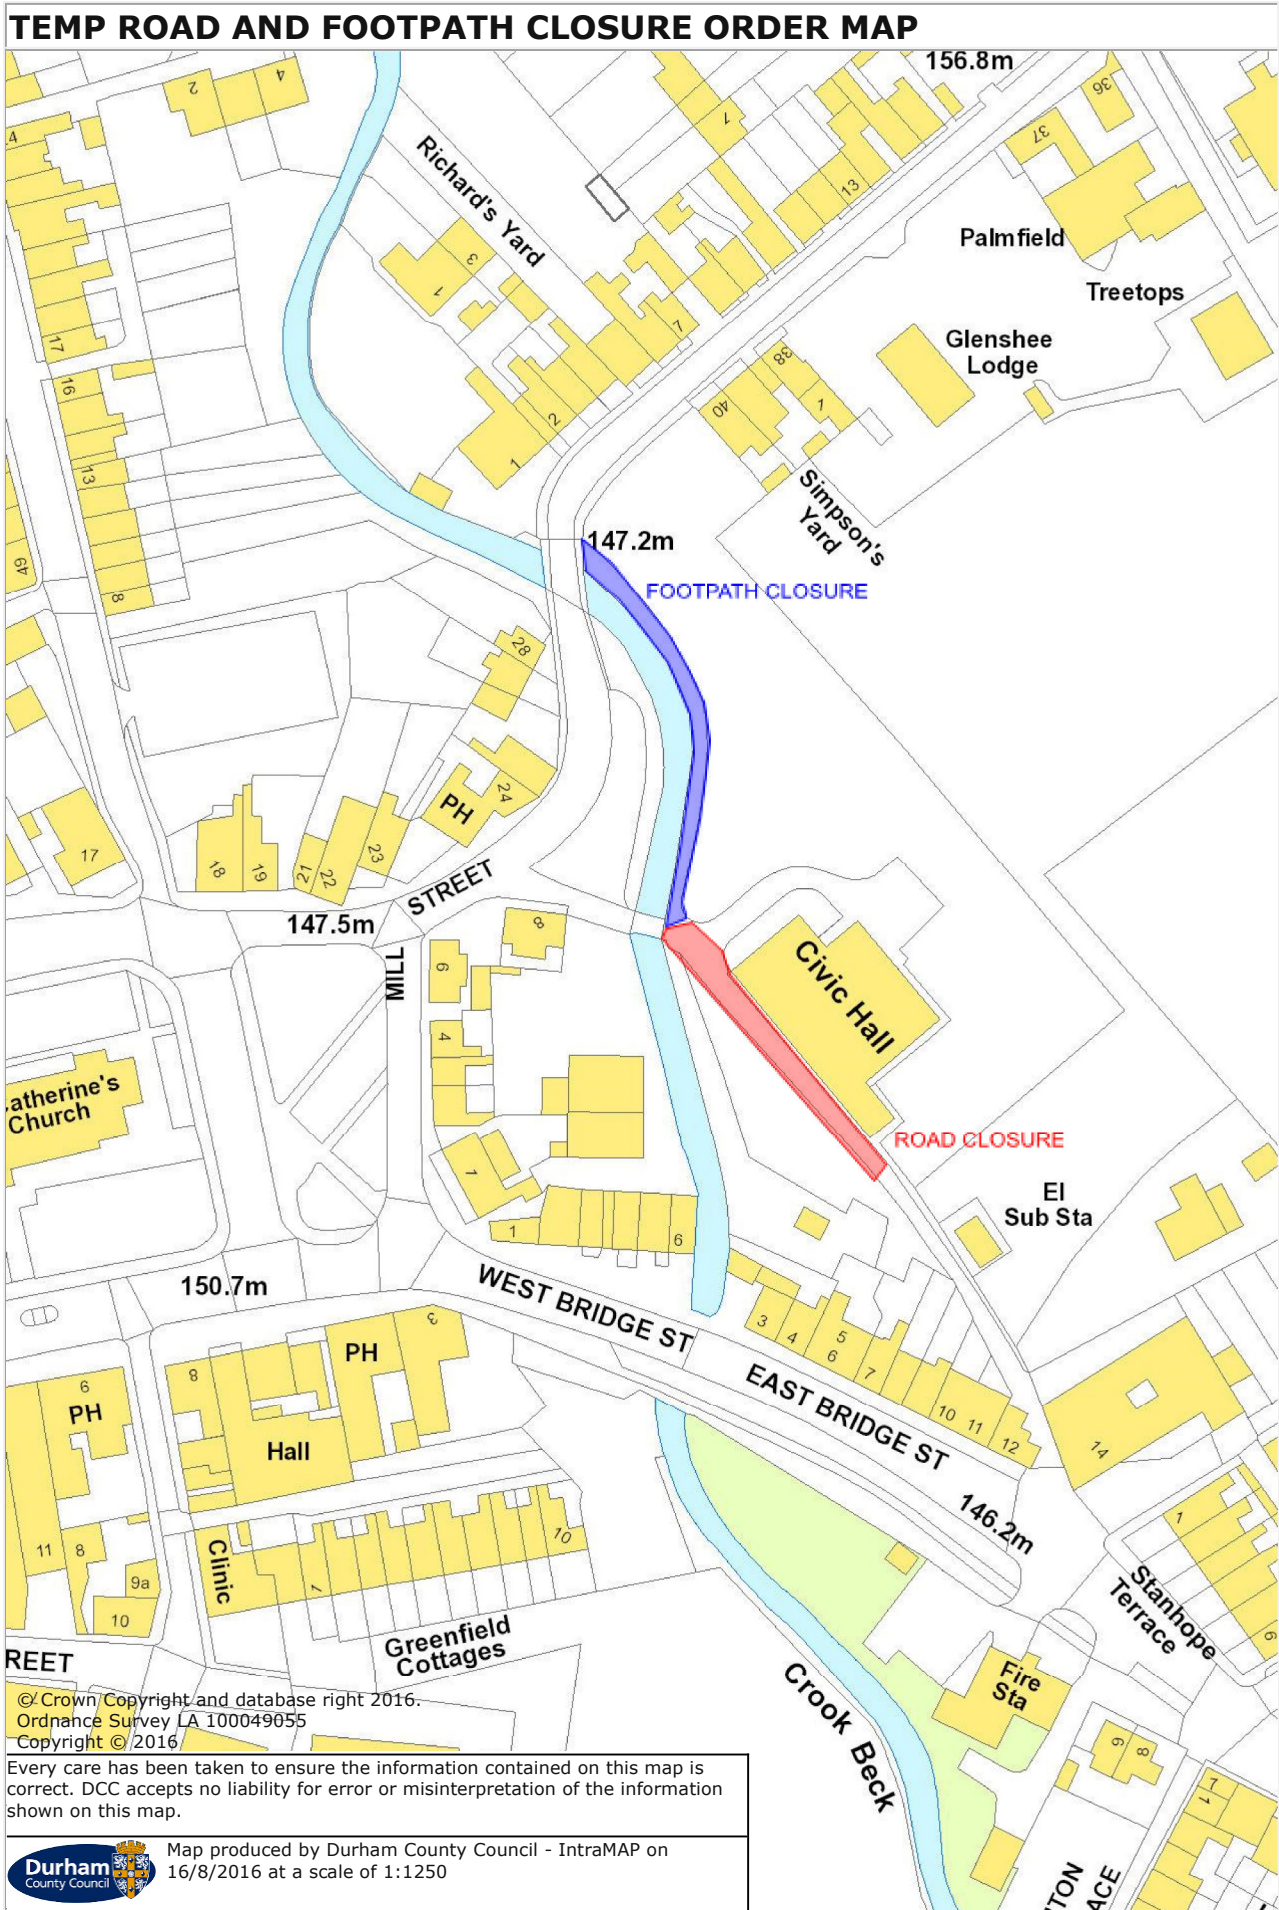 TEMP ROAD AND FOOTPATH CLOSURE ORDER MAP
156.8m
2
4
4
7
36
37
13
Richard's Yard
Palmfield
3
1
Treetops
7
Glenshee
Lodge
17
38
16
40
1
2
1
13
Simpson's
Yard
147.2m
49
FOOTPATH CLOSURE
8
28
24
PH
17
18
19
21
22
23
STREET
147.5m
8
MILL
6
Civic Hall
4
atherine's
Church
ROAD CLOSURE
1
El
Sub Sta
1
6
150.7m
WEST BRIDGE ST
3
4
5
6
7
3
PH
8
6
PH
EAST BRIDGE ST
10
11
12
14
Hall
146.2m
1
10
Clinic
11
8
9a
10
1
Stanhope
Terrace
6
Greenfield
Cottages
REET
Fire
Sta
Crook Beck
© Crown Copyright and database right 2016.
Ordnance Survey LA 100049055
Copyright © 2016
9
8
7
1
Every care has been taken to ensure the information contained on this map is
correct. DCC accepts no liability for error or misinterpretation of the information
shown on this map.
Durham
County Council
Map produced by Durham County Council - IntraMAP on
16/8/2016 at a scale of 1:1250
TON
ACE